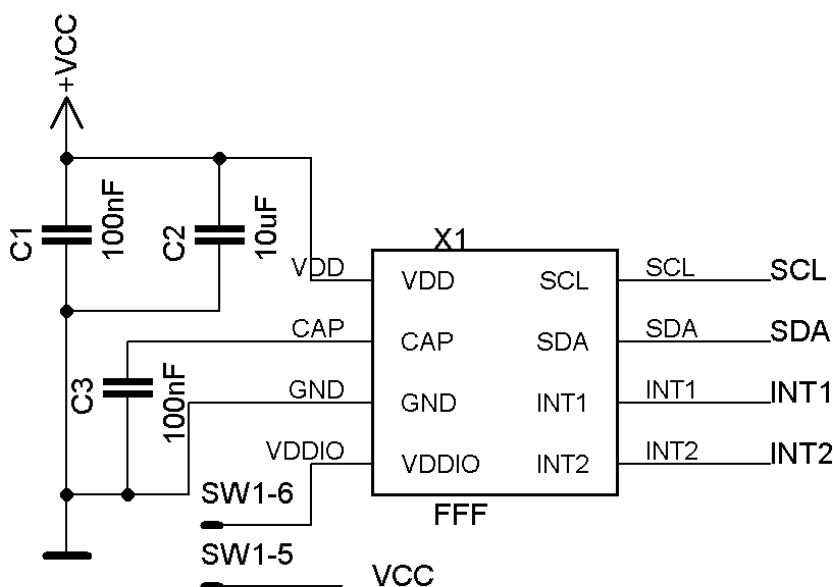 +VCC
C1
100nF
C2
10uF
X1
VDD
VDD
SCL
SCL
SCL
CAP
CAP
SDA
SDA
SDA
C3
100nF
GND
GND
INT1
INT1
INT1
VDDIO
VDDIO
INT2
INT2
INT2
SW1-6
FFF
SW1-5
VCC